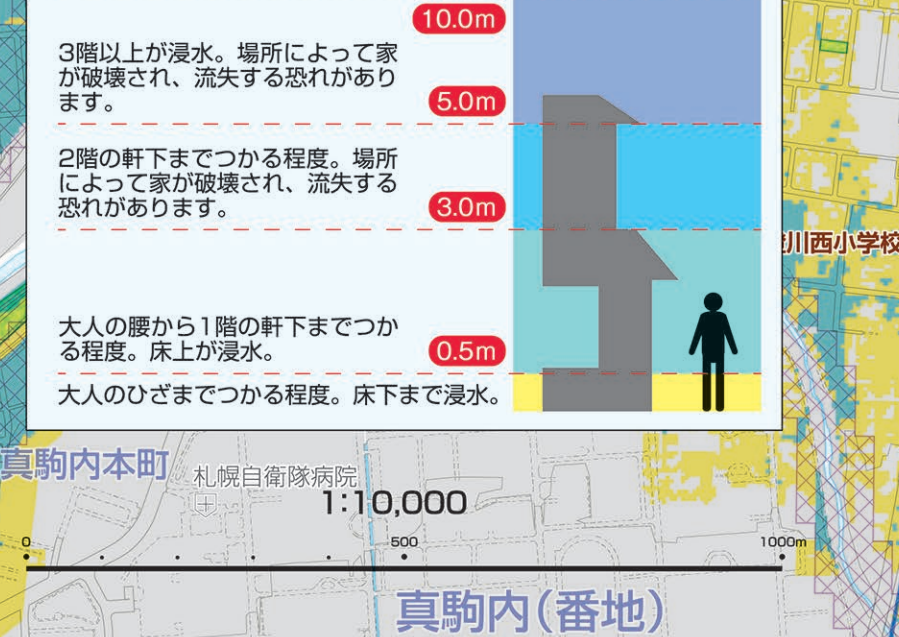 10.0m
3階以上が浸水。場所によって家
が破壊され、流失する恐れがあり
ます。
5.0m
2階の軒下までつかる程度。場所
によって家が破壊され、流失する
恐れがあります。
3.0m
川西小学校
大人の腰から1階の軒下までつか
る程度。床上が浸水。
0.5m
大人のひざまでつかる程度。床下まで浸水。
真駒内本町
札幌自衛隊病院
1:10,000
0 500 1000m
真駒内(番地)